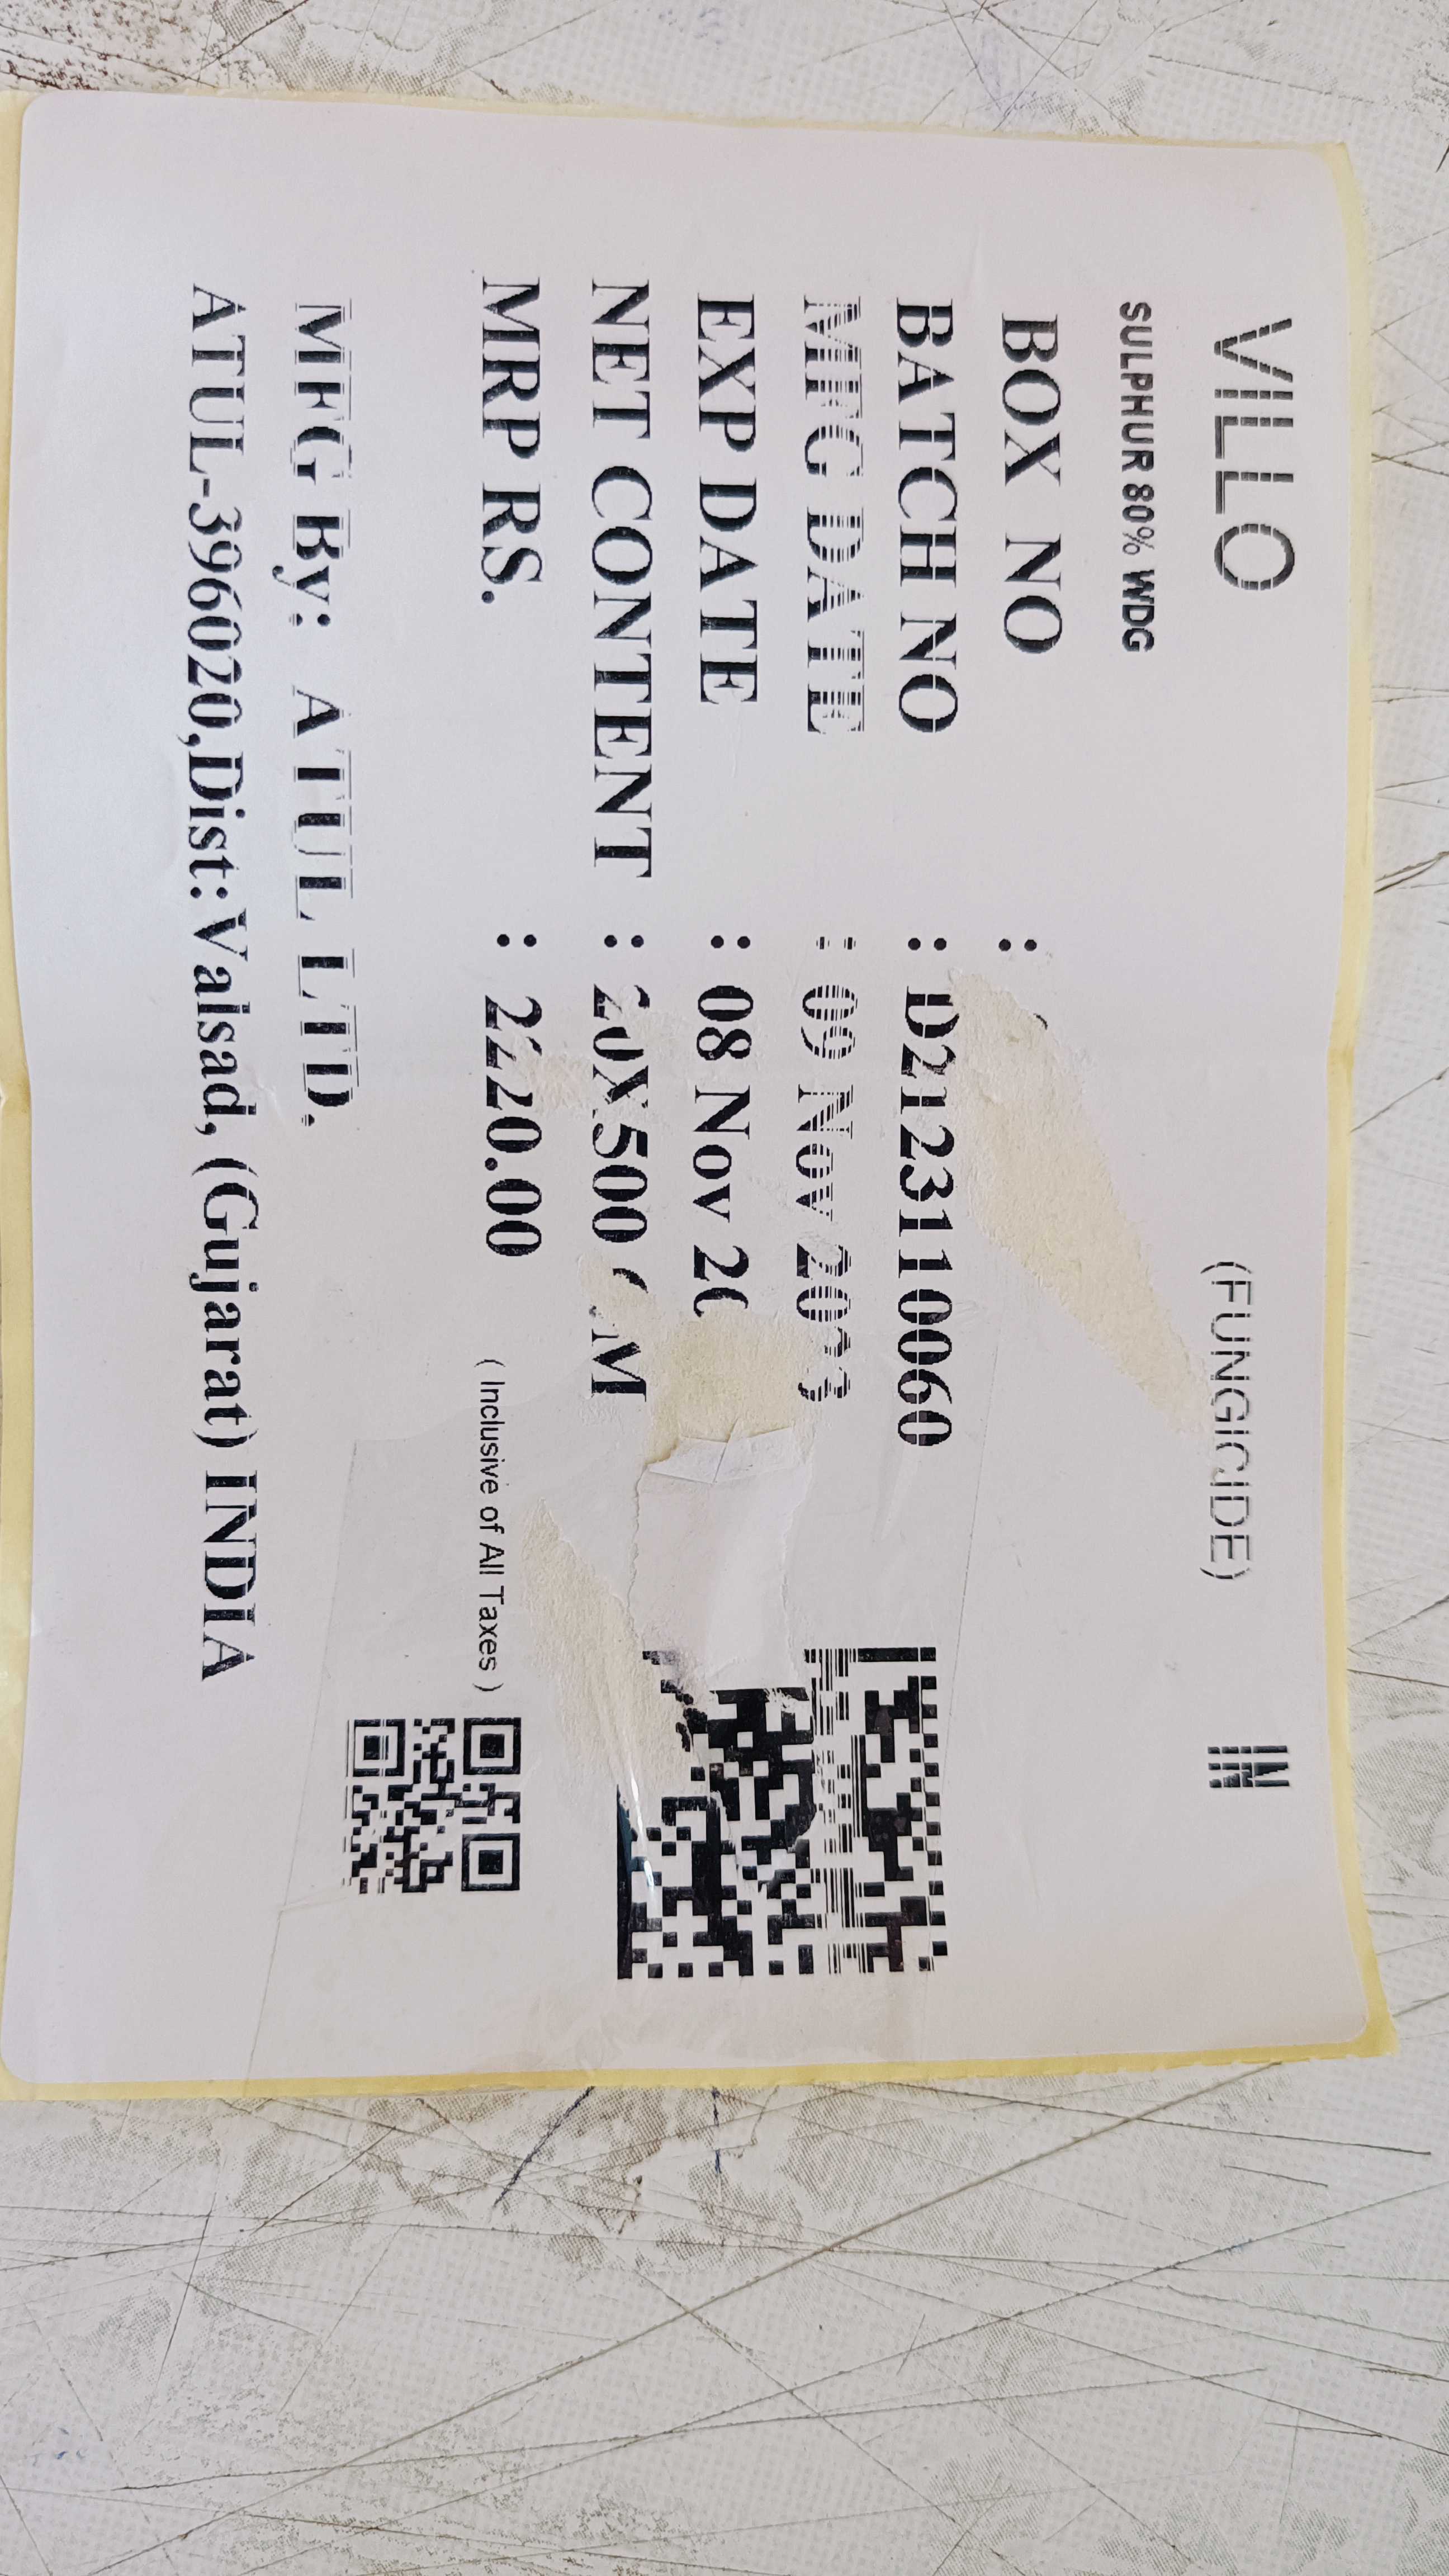 VILLO (FUNGICIDE) IN
SULPHUR 80% WDG
BOX NO :
BATCH NO : D2123110060
MFG DATE : 09 Nov
EXP DATE : 08 Nov
NET CONTENT : 20X500
MRP RS. : 2220.00 ( Inclusive of All Taxes )
MFG By: ATUL LTD.
ATUL-396020,Dist:Valsad, (Gujarat) INDIA